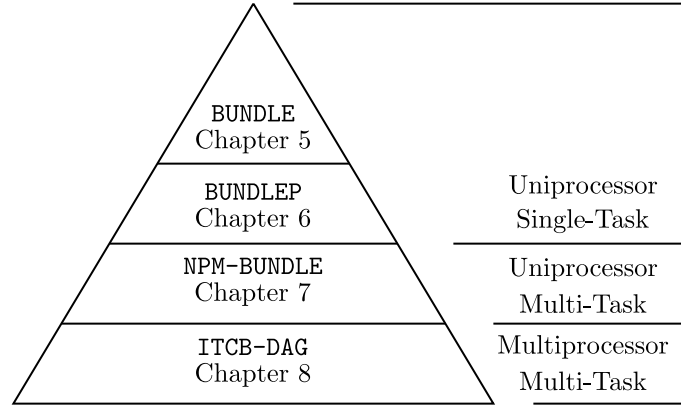 BUNDLE
Chapter 5
BUNDLEP
Chapter 6
Uniprocessor
Single-Task
NPM-BUNDLE
Chapter 7
Uniprocessor
Multi-Task
ITCB-DAG
Chapter 8
Multiprocessor
Multi-Task